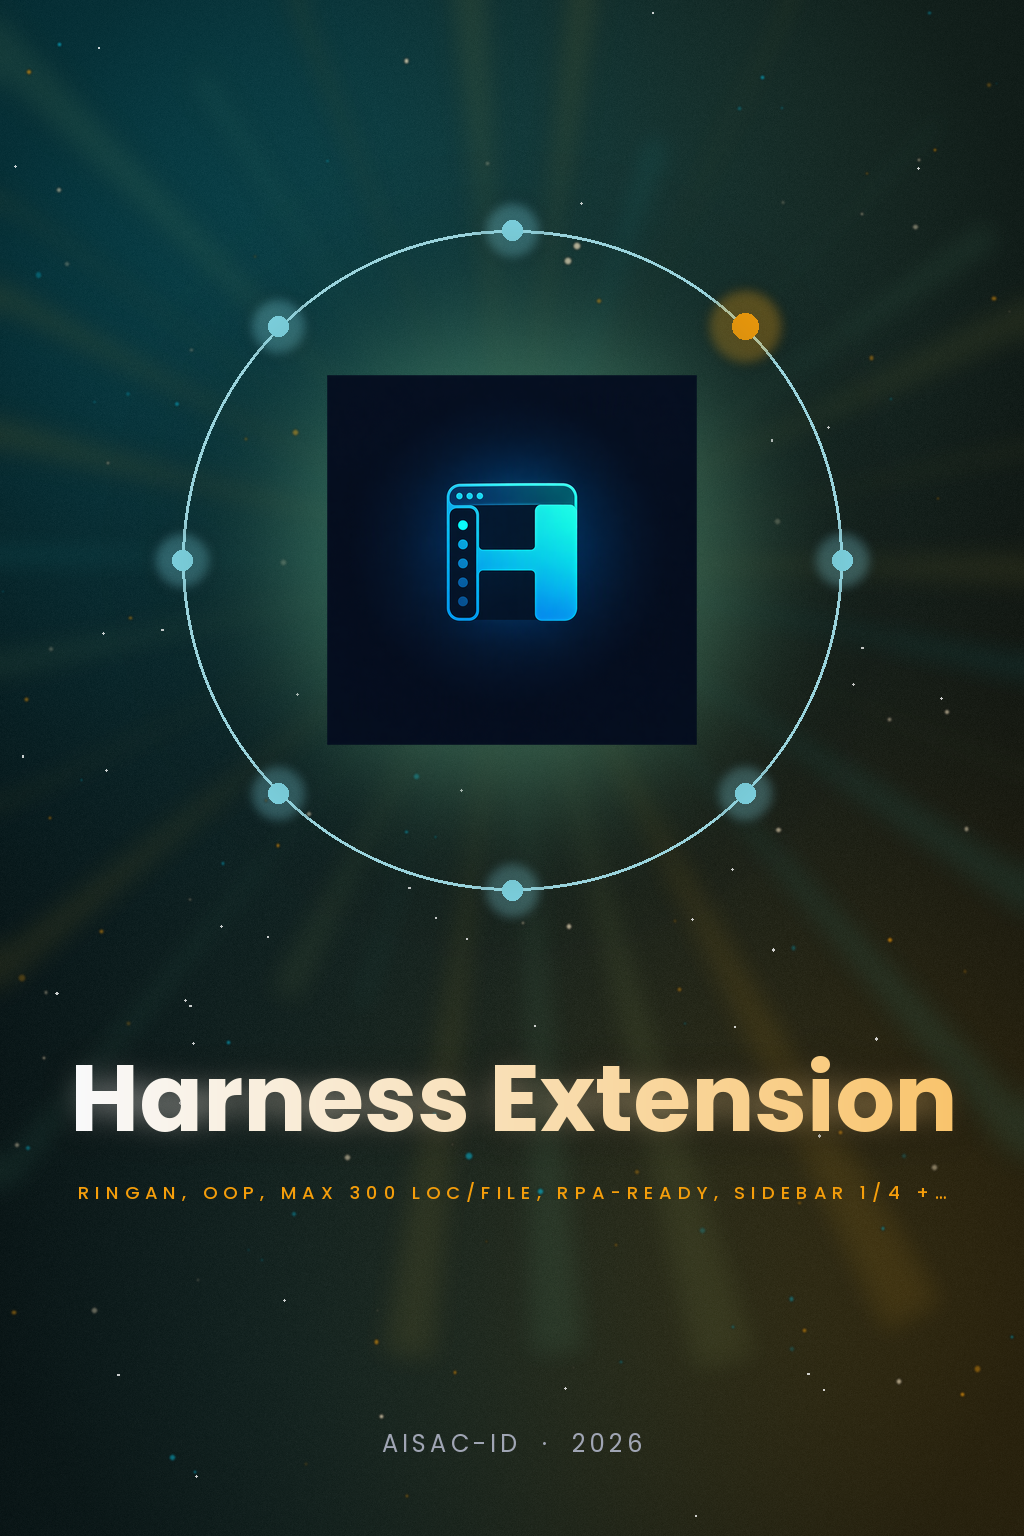 H
Harness Extension
RINGAN, OOP, MAX 300 LOC/FILE, RPA-READY, SIDEBAR 1/4 +…
AISAC-ID · 2026